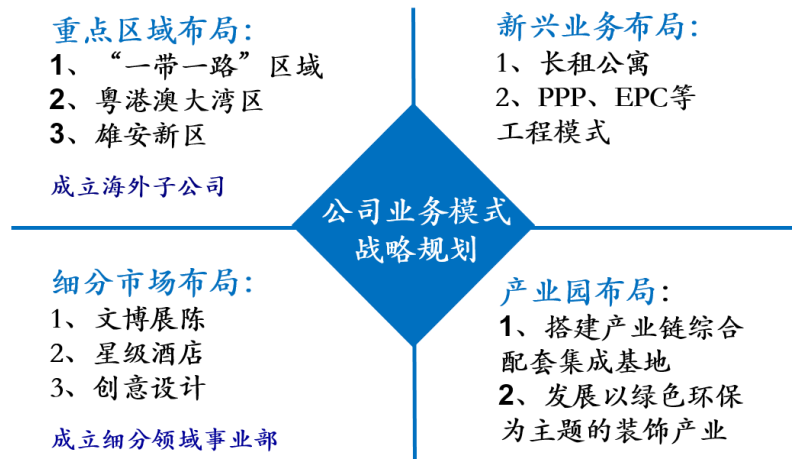 重点区域布局：
1、“一带一路”区域
2、粤港澳大湾区
3、雄安新区
成立海外子公司
新兴业务布局：
1、长租公寓
2、PPP、EPC等
工程模式
公司业务模式
战略规划
细分市场布局：
1、文博展陈
2、星级酒店
3、创意设计
成立细分领域事业部
产业园布局：
1、搭建产业链综合
配套集成基地
2、发展以绿色环保
为主题的装饰产业